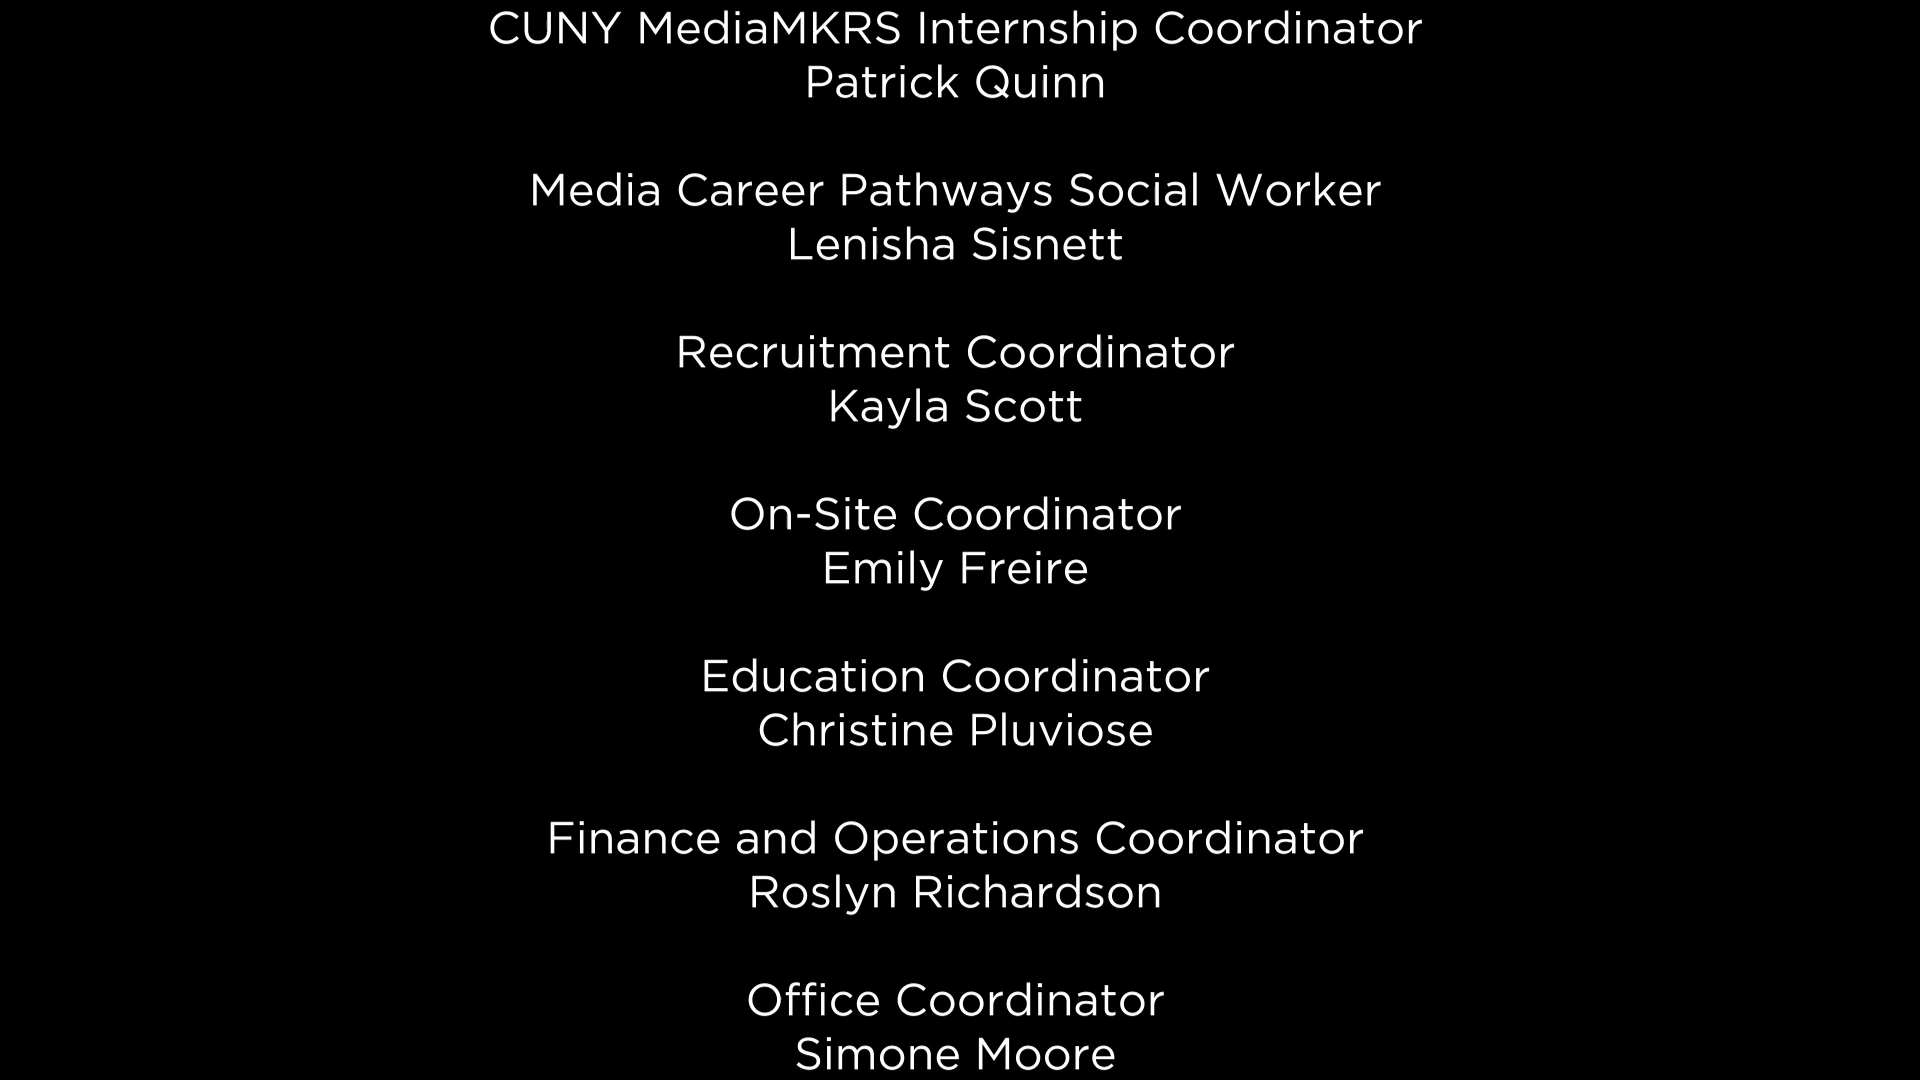 CUNY MediaMKRS Internship Coordinator
Patrick Quinn
Media Career Pathways Social Worker
Lenisha Sisnett
Recruitment Coordinator
Kayla Scott
On-Site Coordinator
Emily Freire
Education Coordinator
Christine Pluviose
Finance and Operations Coordinator
Roslyn Richardson
Office Coordinator
Simone Moore